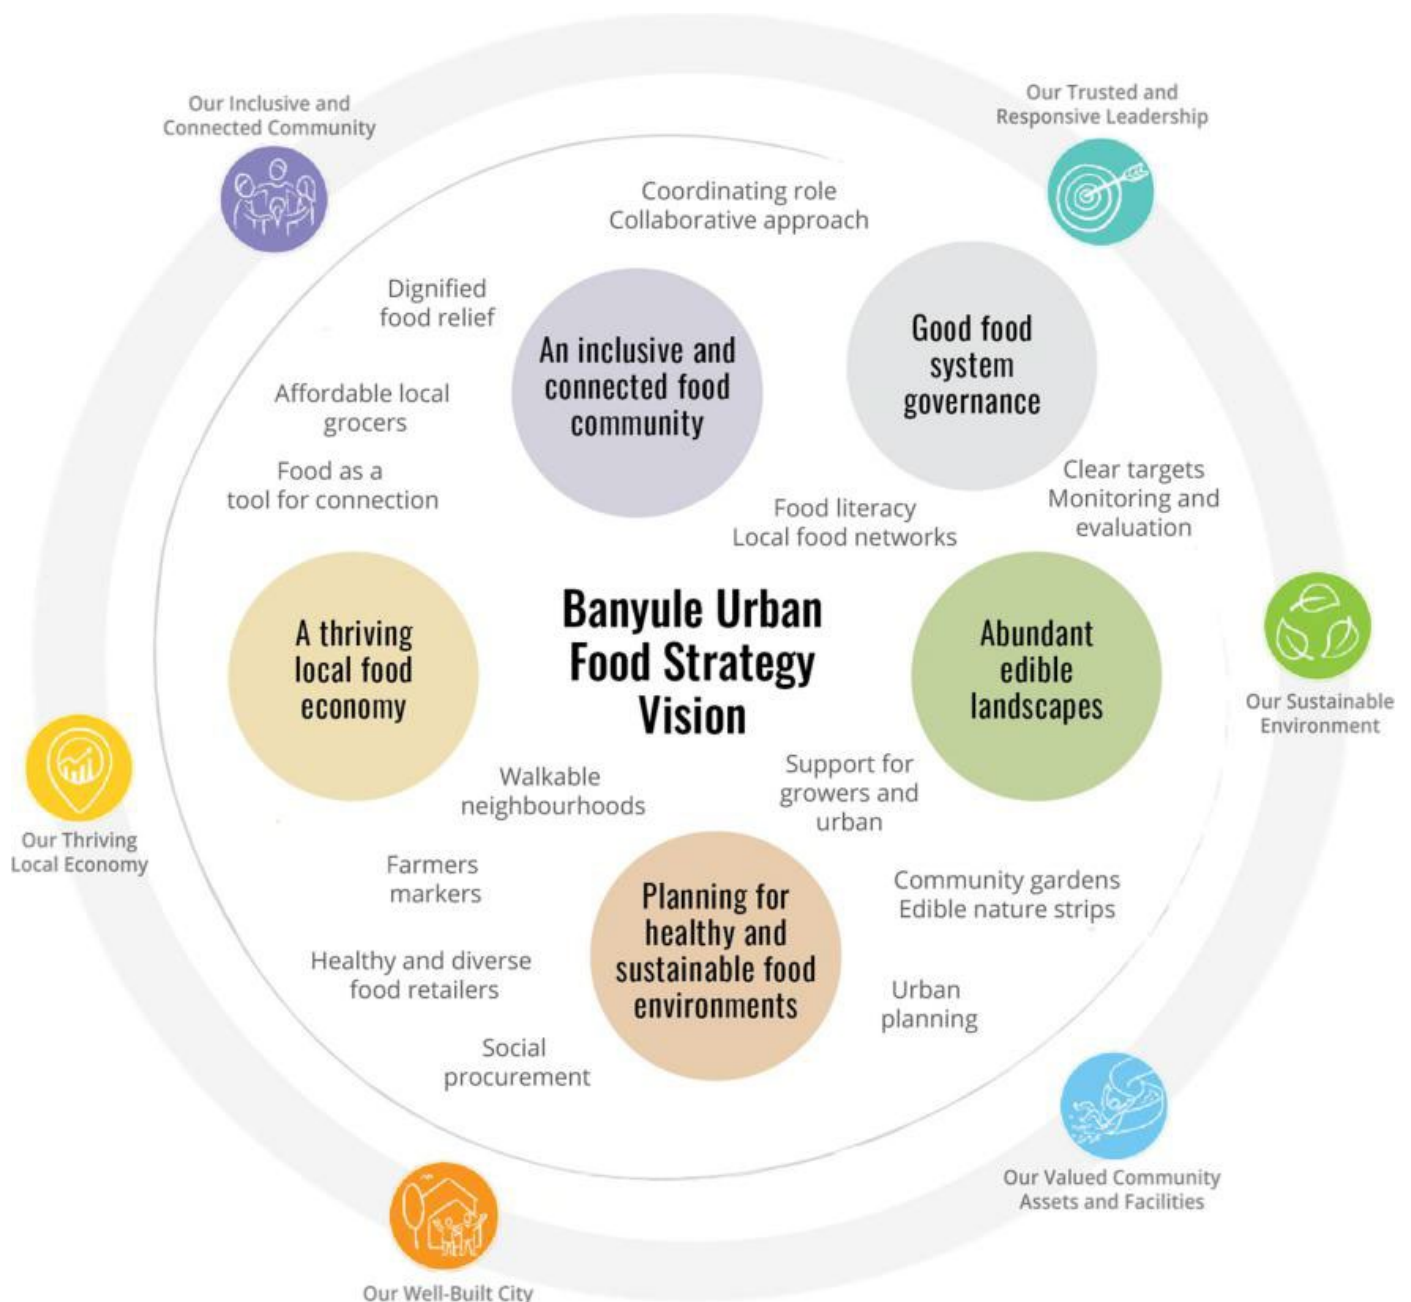 Our Inclusive and
Connected Community
Our Trusted and
Responsive Leadership
Coordinating role
Collaborative approach
Dignified
food relief
An inclusive and
connected food
community
Good food
system
governance
Affordable local
grocers
Food as a
tool for connection
Clear targets
Monitoring and
evaluation
Food literacy
Local food networks
A thriving
local food
economy
Banyule Urban
Food Strategy
Vision
Abundant
edible
landscapes
Our Sustainable
Environment
Our Thriving
Local Economy
Walkable
neighbourhoods
Support for
growers and
urban
Farmers
markers
Planning for
healthy and
sustainable food
environments
Community gardens
Edible nature strips
Healthy and diverse
food retailers
Urban
planning
Social
procurement
Our Valued Community
Assets and Facilities
Our Well-Built City